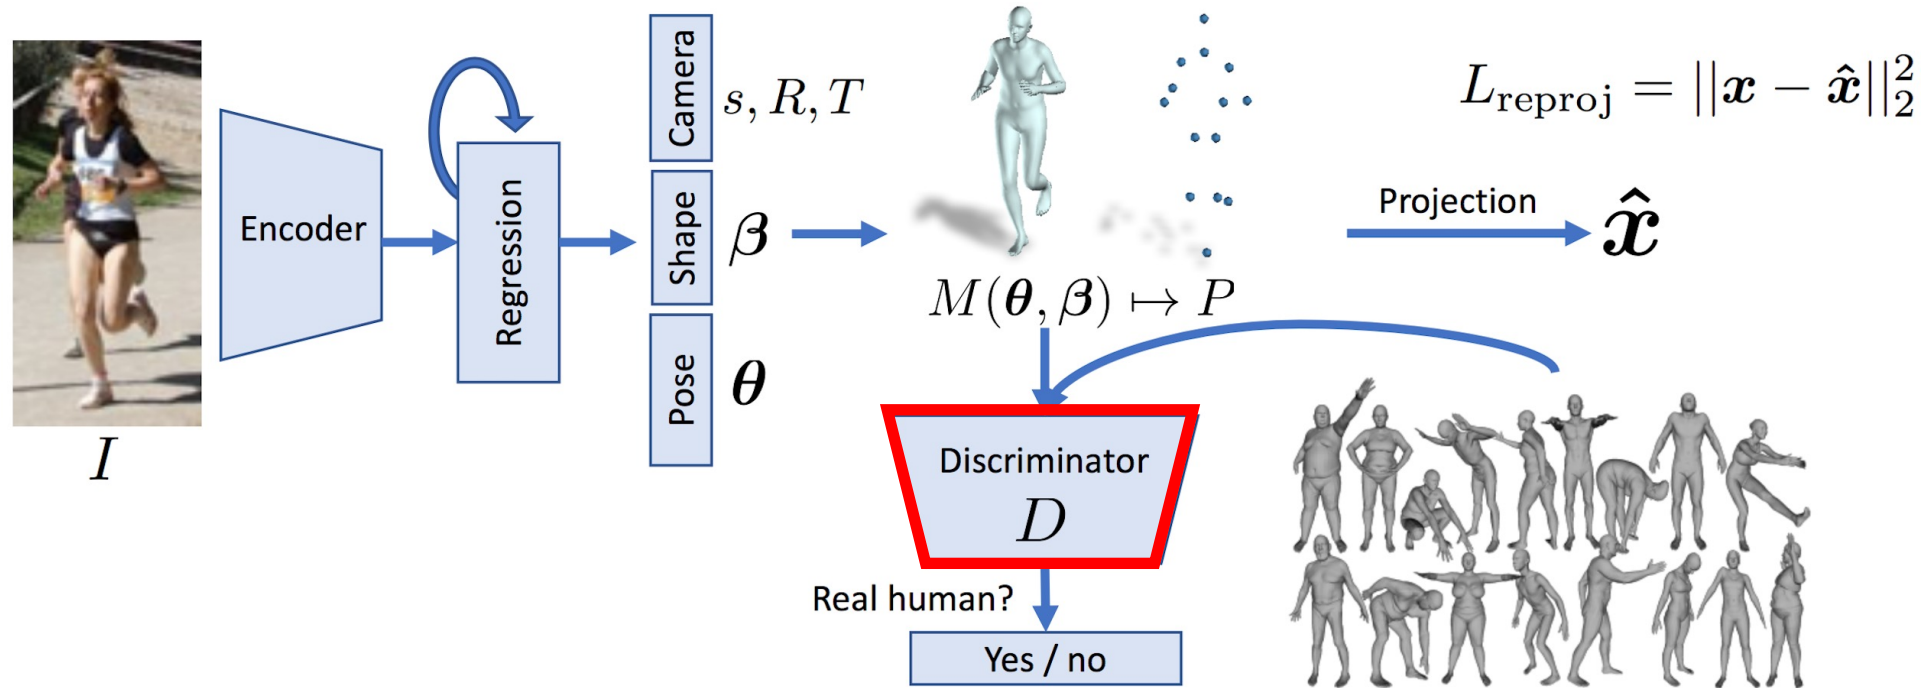 I
Encoder
Regression
Camera
s, R, T
Shape
β
Pose
θ
M(θ, β) ↦ P
L_reproj = ||x − x̂||₂²
Projection
x̂
Discriminator
D
Real human?
Yes / no